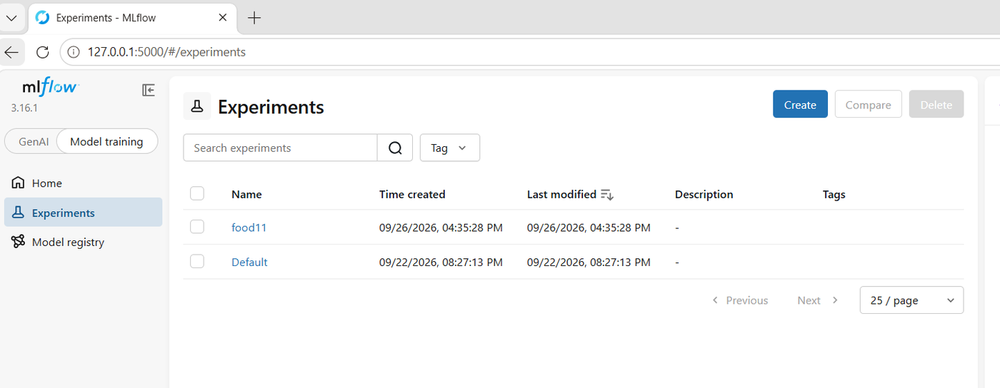 Experiments - MLflow
127.0.0.1:5000/#/experiments
mlflow
3.16.1
GenAI Model training
Home
Experiments
Model registry
Experiments
Create Compare Delete
Search experiments Tag
Name Time created Last modified Description Tags
food11 09/26/2026, 04:35:28 PM 09/26/2026, 04:35:28 PM -
Default 09/22/2026, 08:27:13 PM 09/22/2026, 08:27:13 PM -
Previous Next 25 / page